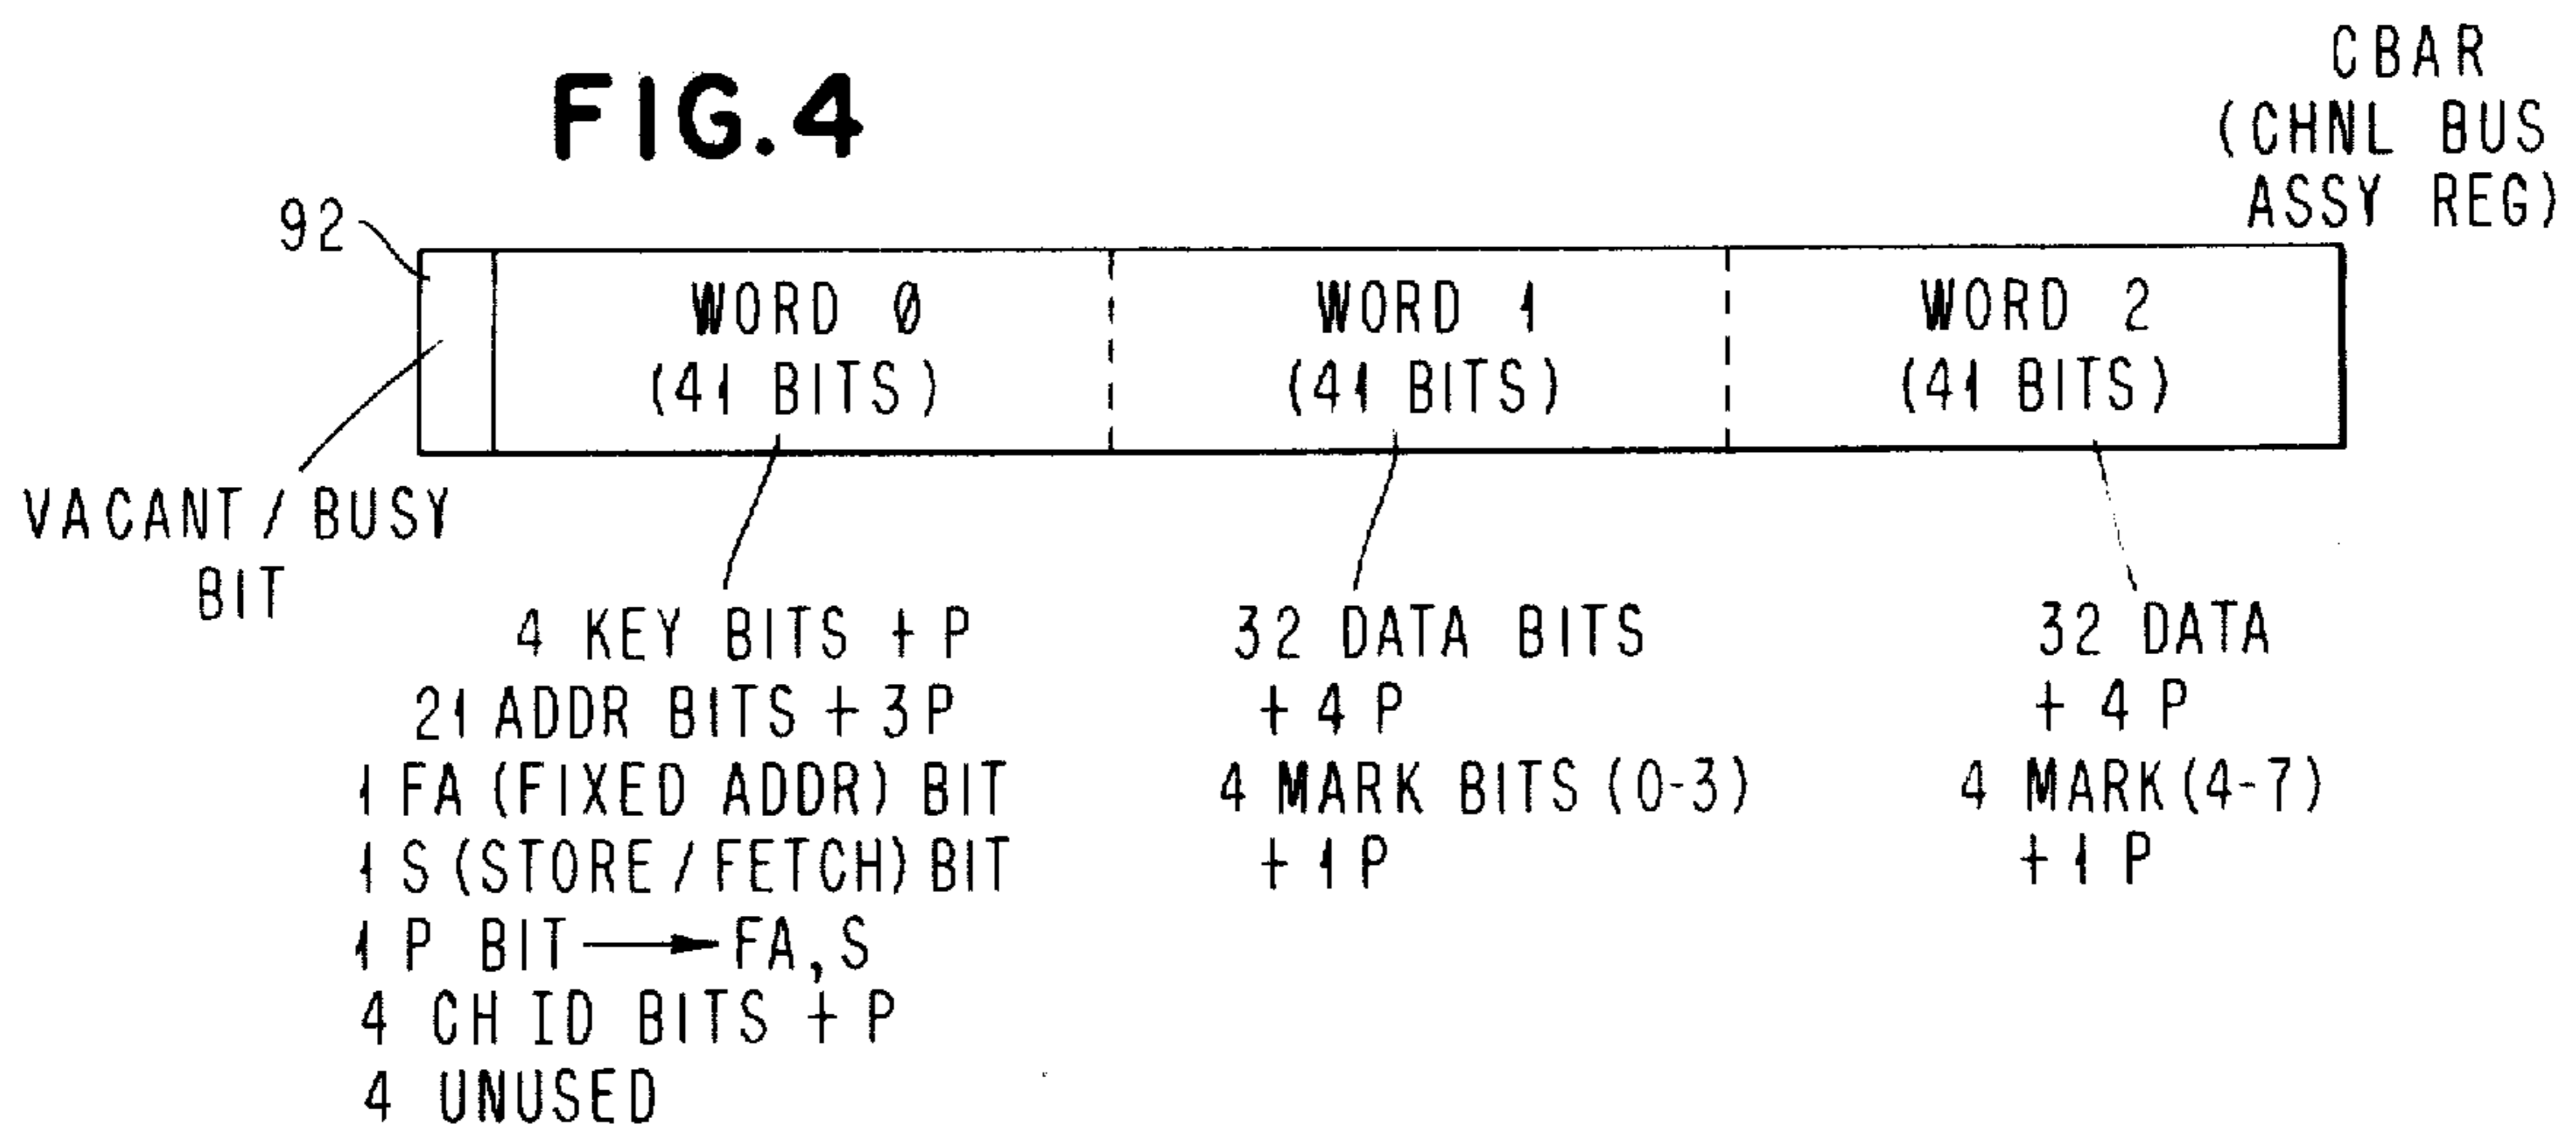 FIG.4
CBAR
(CHNL BUS
ASSY REG)
92
WORD 0
(41 BITS)
WORD 1
(41 BITS)
WORD 2
(41 BITS)
VACANT / BUSY
BIT
4 KEY BITS + P
21 ADDR BITS + 3P
1 FA (FIXED ADDR) BIT
1 S (STORE / FETCH) BIT
1 P BIT → FA, S
4 CH ID BITS + P
4 UNUSED
32 DATA BITS
+ 4 P
4 MARK BITS (0-3)
+ 1 P
32 DATA
+ 4 P
4 MARK (4-7)
+ 1 P